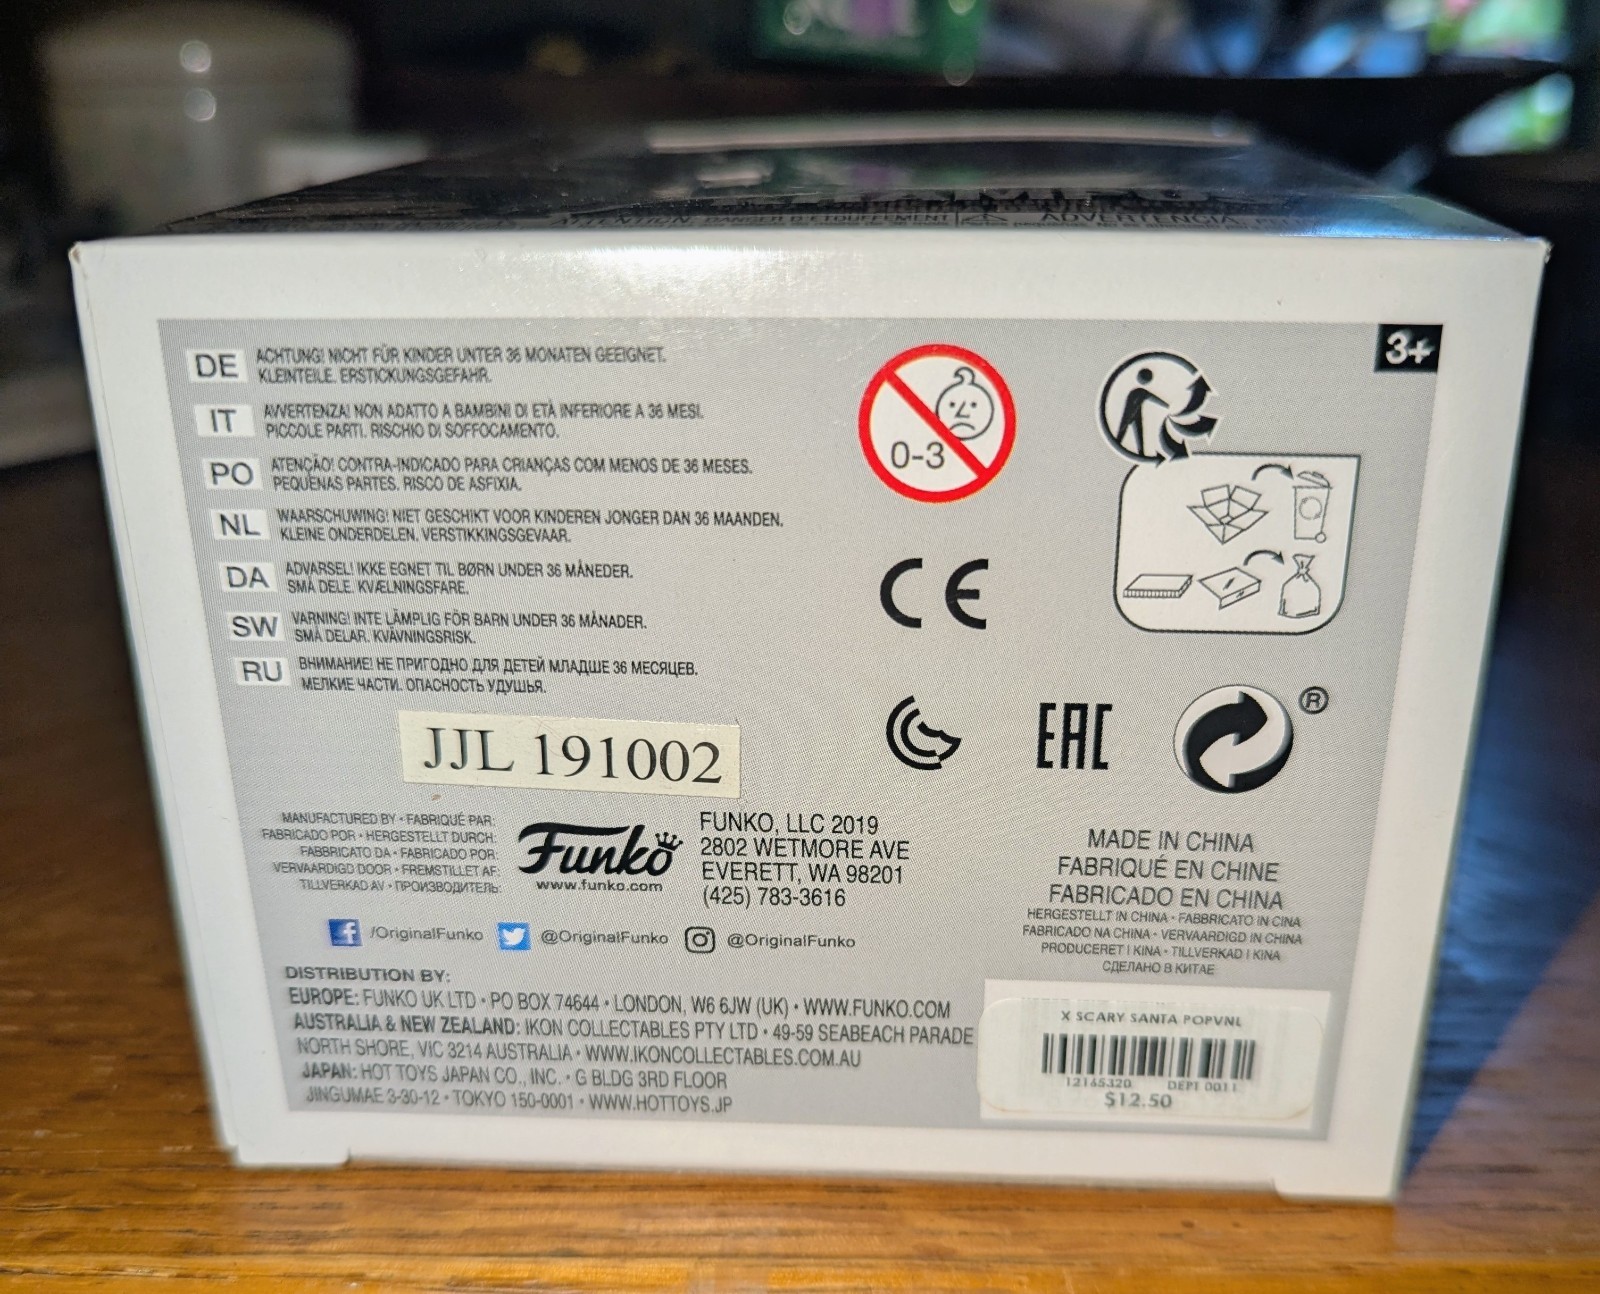 ATTENTION DANGER D'ETOUFFEMENT ADVERTENCIA
3+
DE ACHTUNG! NICHT FÜR KINDER UNTER 36 MONATEN GEEIGNET.
KLEINTEILE. ERSTICKUNGSGEFAHR.
IT AVVERTENZA! NON ADATTO A BAMBINI DI ETÀ INFERIORE A 36 MESI.
PICCOLE PARTI. RISCHIO DI SOFFOCAMENTO.
PO ATENÇÃO! CONTRA-INDICADO PARA CRIANÇAS COM MENOS DE 36 MESES.
PEQUENAS PARTES. RISCO DE ASFIXIA.
NL WAARSCHUWING! NIET GESCHIKT VOOR KINDEREN JONGER DAN 36 MAANDEN.
KLEINE ONDERDELEN. VERSTIKKINGSGEVAAR.
DA ADVARSEL! IKKE EGNET TIL BØRN UNDER 36 MÅNEDER.
SMÅ DELE. KVÆLNINGSFARE.
SW VARNING! INTE LÄMPLIG FÖR BARN UNDER 36 MÅNADER.
SMÅ DELAR. KVÄVNINGSRISK.
RU ВНИМАНИЕ! НЕ ПРИГОДНО ДЛЯ ДЕТЕЙ МЛАДШЕ 36 МЕСЯЦЕВ.
МЕЛКИЕ ЧАСТИ. ОПАСНОСТЬ УДУШЬЯ.
0-3
CE
EAC
®
JJL 191002
MANUFACTURED BY • FABRIQUÉ PAR:
FABRICADO POR • HERGESTELLT DURCH:
FABBRICATO DA • FABRICADO POR:
VERVAARDIGD DOOR • FREMSTILLET AF:
TILLVERKAD AV • ПРОИЗВОДИТЕЛЬ:
Funko
www.funko.com
FUNKO, LLC 2019
2802 WETMORE AVE
EVERETT, WA 98201
(425) 783-3616
/OriginalFunko @OriginalFunko @OriginalFunko
MADE IN CHINA
FABRIQUÉ EN CHINE
FABRICADO EN CHINA
HERGESTELLT IN CHINA • FABBRICATO IN CINA
FABRICADO NA CHINA • VERVAARDIGD IN CHINA
PRODUCERET I KINA • TILLVERKAD I KINA
СДЕЛАНО В КИТАЕ
DISTRIBUTION BY:
EUROPE: FUNKO UK LTD • PO BOX 74644 • LONDON, W6 6JW (UK) • WWW.FUNKO.COM
AUSTRALIA & NEW ZEALAND: IKON COLLECTABLES PTY LTD • 49-59 SEABEACH PARADE
NORTH SHORE, VIC 3214 AUSTRALIA • WWW.IKONCOLLECTABLES.COM.AU
JAPAN: HOT TOYS JAPAN CO., INC. • G BLDG 3RD FLOOR
JINGUMAE 3-30-12 • TOKYO 150-0001 • WWW.HOTTOYS.JP
X SCARY SANTA POPVNL
12165320 DEPT 0011
$12.50